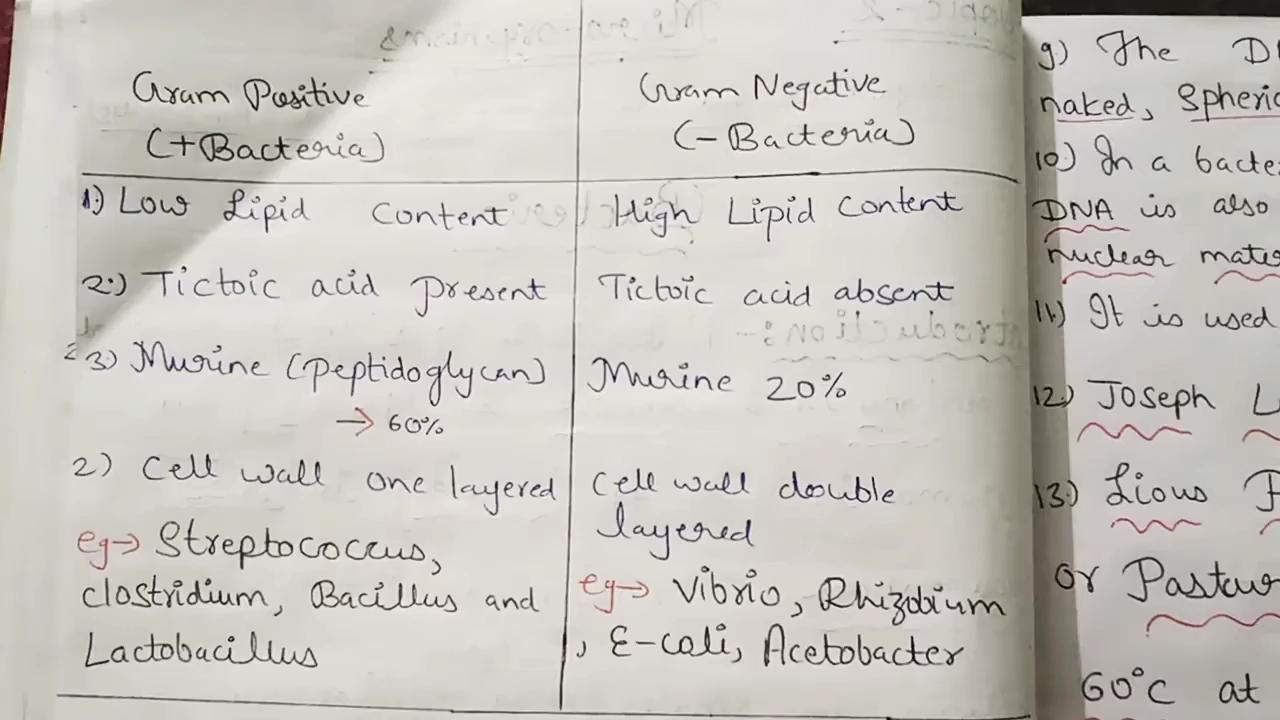 Gram Positive
(+Bacteria)
1.) Low Lipid content
2.) Tictoic acid present
3) Murine (peptidoglycan)
→ 60%
2) Cell wall one layered
eg→ Streptococcus,
clostridium, Bacillus and
Lactobacillus
Gram Negative
(- Bacteria)
High Lipid content
Tictoic acid absent
Murine 20%
Cell wall double
layered
eg→ Vibrio, Rhizobium
, E-coli, Acetobacter
9) The D
naked, Spheric
10) In a bacte
DNA is also
nuclear mate
11) It is used
12) Joseph L
13) Lious P
or Pasteur
60°C at